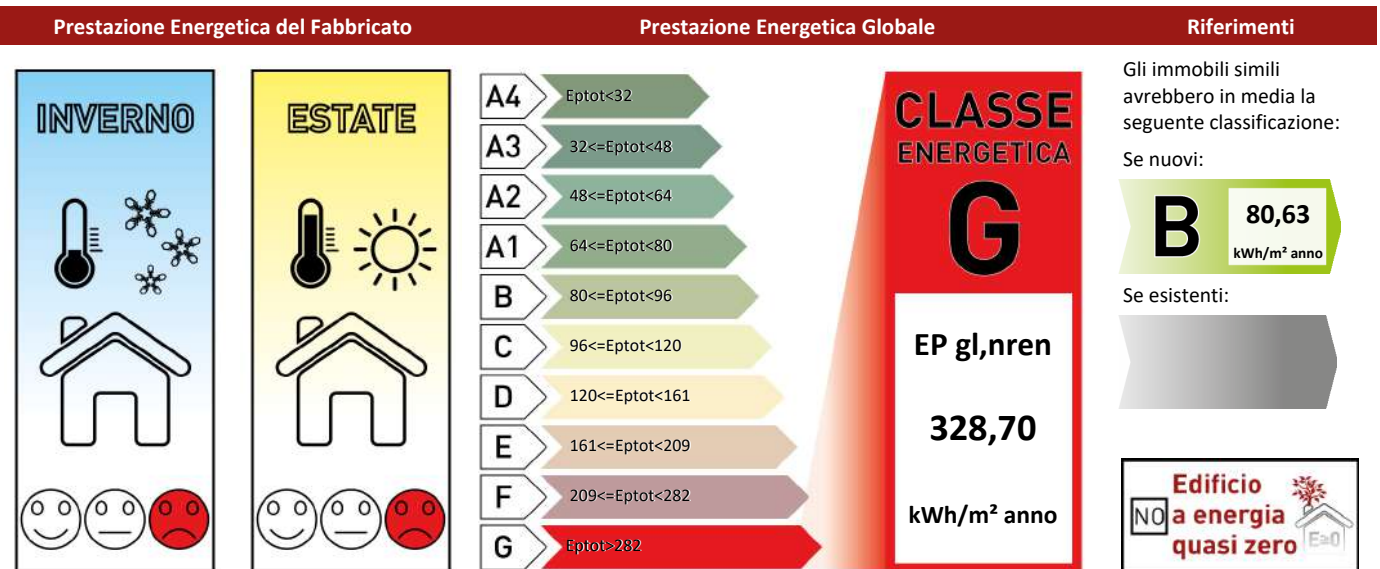 Prestazione Energetica del Fabbricato
Prestazione Energetica Globale
Riferimenti
INVERNO
ESTATE
A4 Eptot<32
A3 32<=Eptot<48
A2 48<=Eptot<64
A1 64<=Eptot<80
B 80<=Eptot<96
C 96<=Eptot<120
D 120<=Eptot<161
E 161<=Eptot<209
F 209<=Eptot<282
G Eptot>282
CLASSE
ENERGETICA
G
EP gl,nren
328,70
kWh/m² anno
Gli immobili simili
avrebbero in media la
seguente classificazione:
Se nuovi:
B
80,63
kWh/m² anno
Se esistenti:
Edificio
NO a energia
quasi zero
E≥0